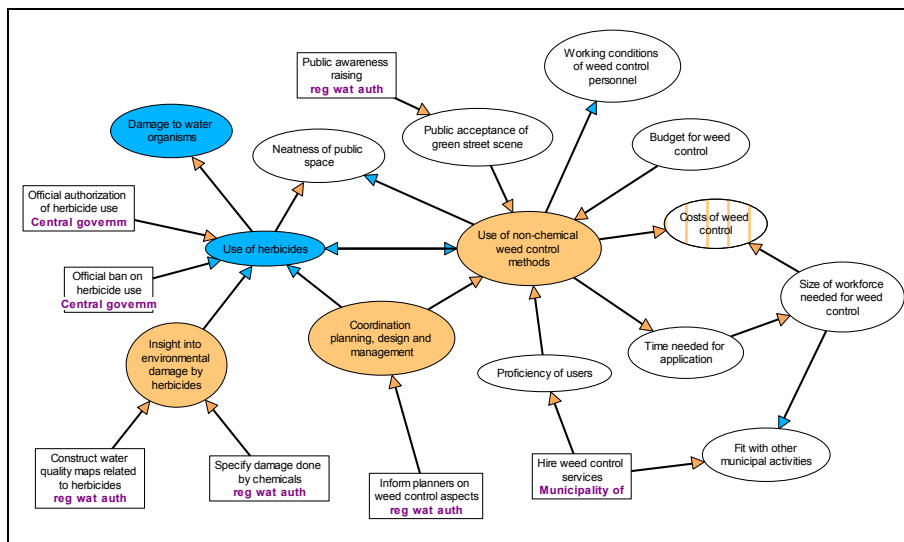 Public awareness
raising
reg wat auth
Working conditions
of weed control
personnel
Damage to water
organisms
Neatness of public
space
Public acceptance of
green street scene
Budget for weed
control
Official authorization
of herbicide use
Central governm
Costs of weed
control
Use of herbicides
Use of non-chemical
weed control
methods
Official ban on
herbicide use
Central governm
Size of workforce
needed for weed
control
Coordination
planning, design and
management
Insight into
environmental
damage by
herbicides
Time needed for
application
Proficiency of users
Construct water
quality maps related
to herbicides
reg wat auth
Specify damage done
by chemicals
reg wat auth
Inform planners on
weed control aspects
reg wat auth
Hire weed control
services
Municipality of
Fit with other
municipal activities